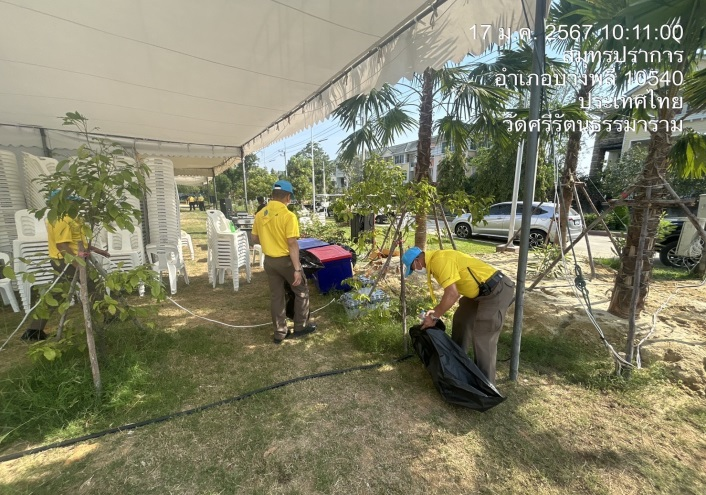 17 ม.ค. 2567 10:11:00
สมุทรปราการ
อำเภอบางพลี 10540
ประเทศไทย
วัดศรีรัตนธรรมาราม